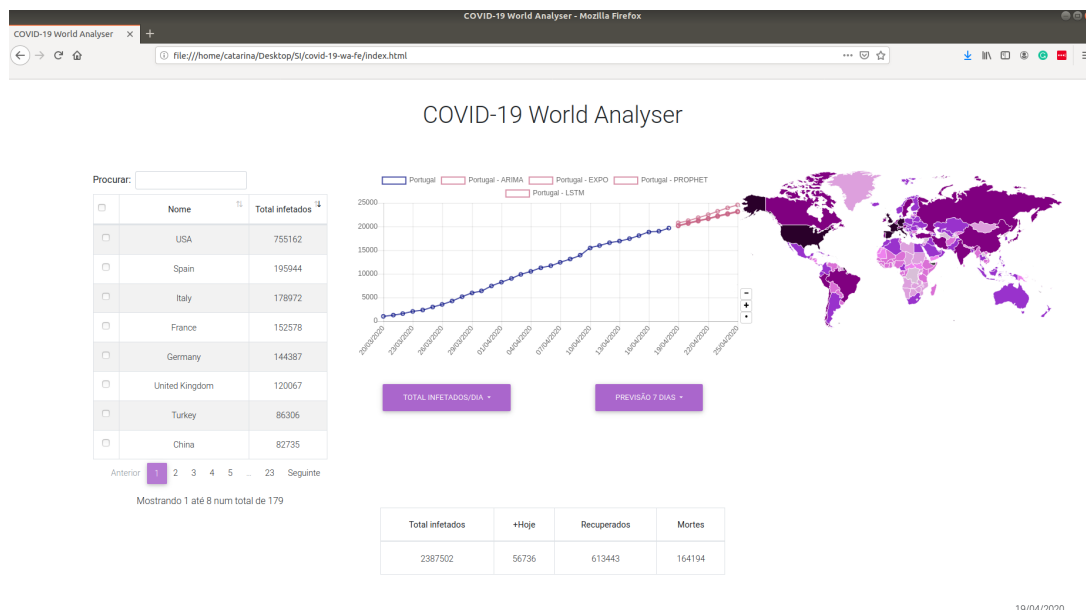 COVID-19 World Analyser - Mozilla Firefox
COVID-19 World Analyser × +
file:///home/catarina/Desktop/SI/covid-19-wa-fe/index.html
COVID-19 World Analyser
Procurar:
Nome Total infetados
USA 755162
Spain 195944
Italy 178972
France 152578
Germany 144387
United Kingdom 120067
Turkey 86306
China 82735
Anterior 1 2 3 4 5 … 23 Seguinte
Mostrando 1 até 8 num total de 179
Portugal Portugal - ARIMA Portugal - EXPO Portugal - PROPHET
Portugal - LSTM
25000
20000
15000
10000
5000
0
20/03/2020 23/03/2020 26/03/2020 29/03/2020 01/04/2020 04/04/2020 07/04/2020 10/04/2020 13/04/2020 16/04/2020 19/04/2020 22/04/2020 25/04/2020
−
+
TOTAL INFETADOS/DIA PREVISÃO 7 DIAS
Total infetados +Hoje Recuperados Mortes
2387502 56736 613443 164194
19/04/2020